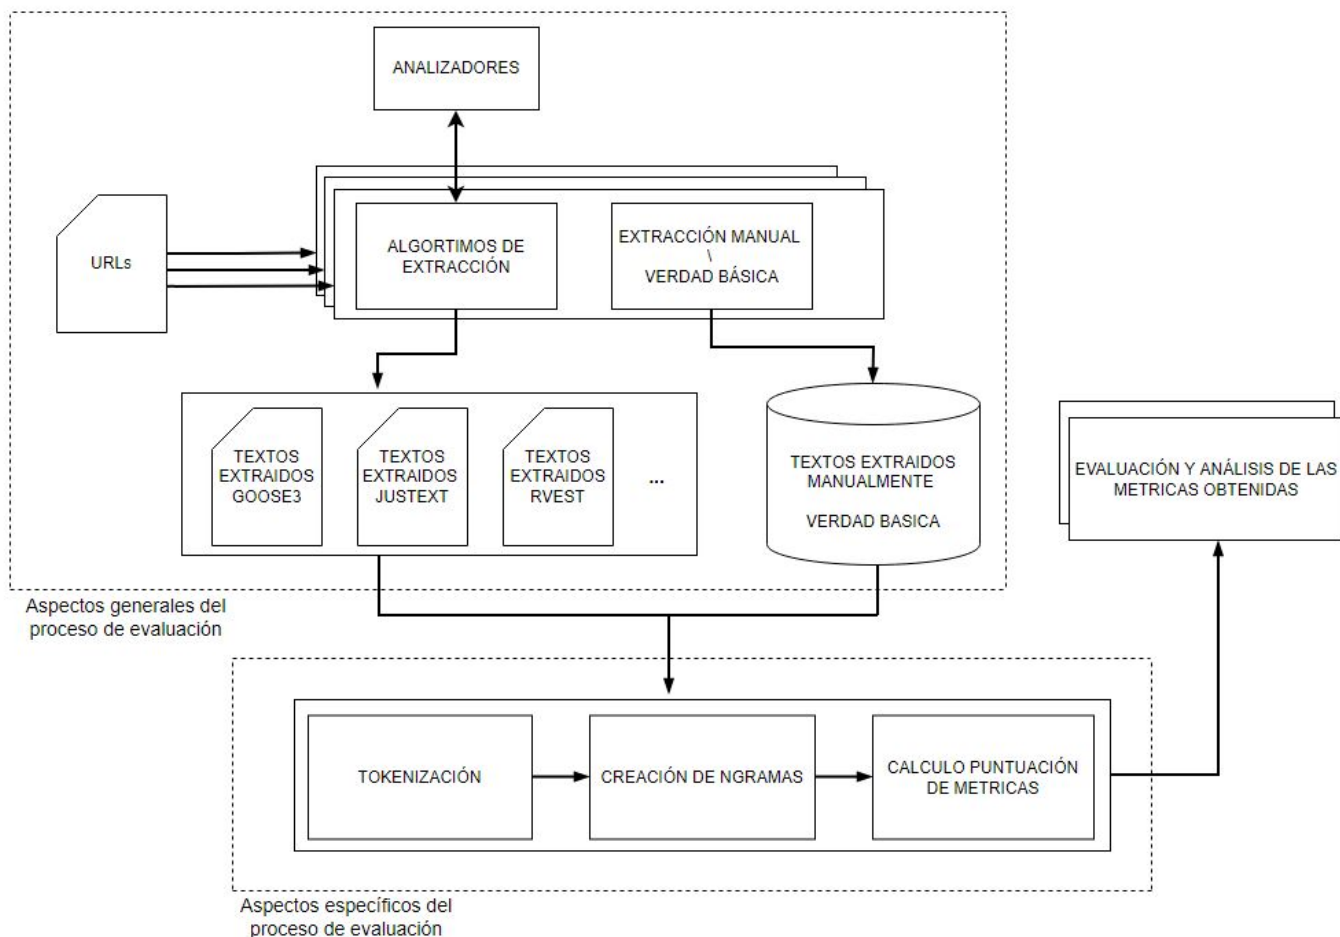 ANALIZADORES
URLs
ALGORTIMOS DE
EXTRACCIÓN
EXTRACCIÓN MANUAL
\
VERDAD BÁSICA
TEXTOS
EXTRAIDOS
GOOSE3
TEXTOS
EXTRAIDOS
JUSTEXT
TEXTOS
EXTRAIDOS
RVEST
...
TEXTOS EXTRAIDOS
MANUALMENTE
VERDAD BASICA
EVALUACIÓN Y ANÁLISIS DE LAS
METRICAS OBTENIDAS
Aspectos generales del
proceso de evaluación
TOKENIZACIÓN
CREACIÓN DE NGRAMAS
CALCULO PUNTUACIÓN
DE METRICAS
Aspectos específicos del
proceso de evaluación